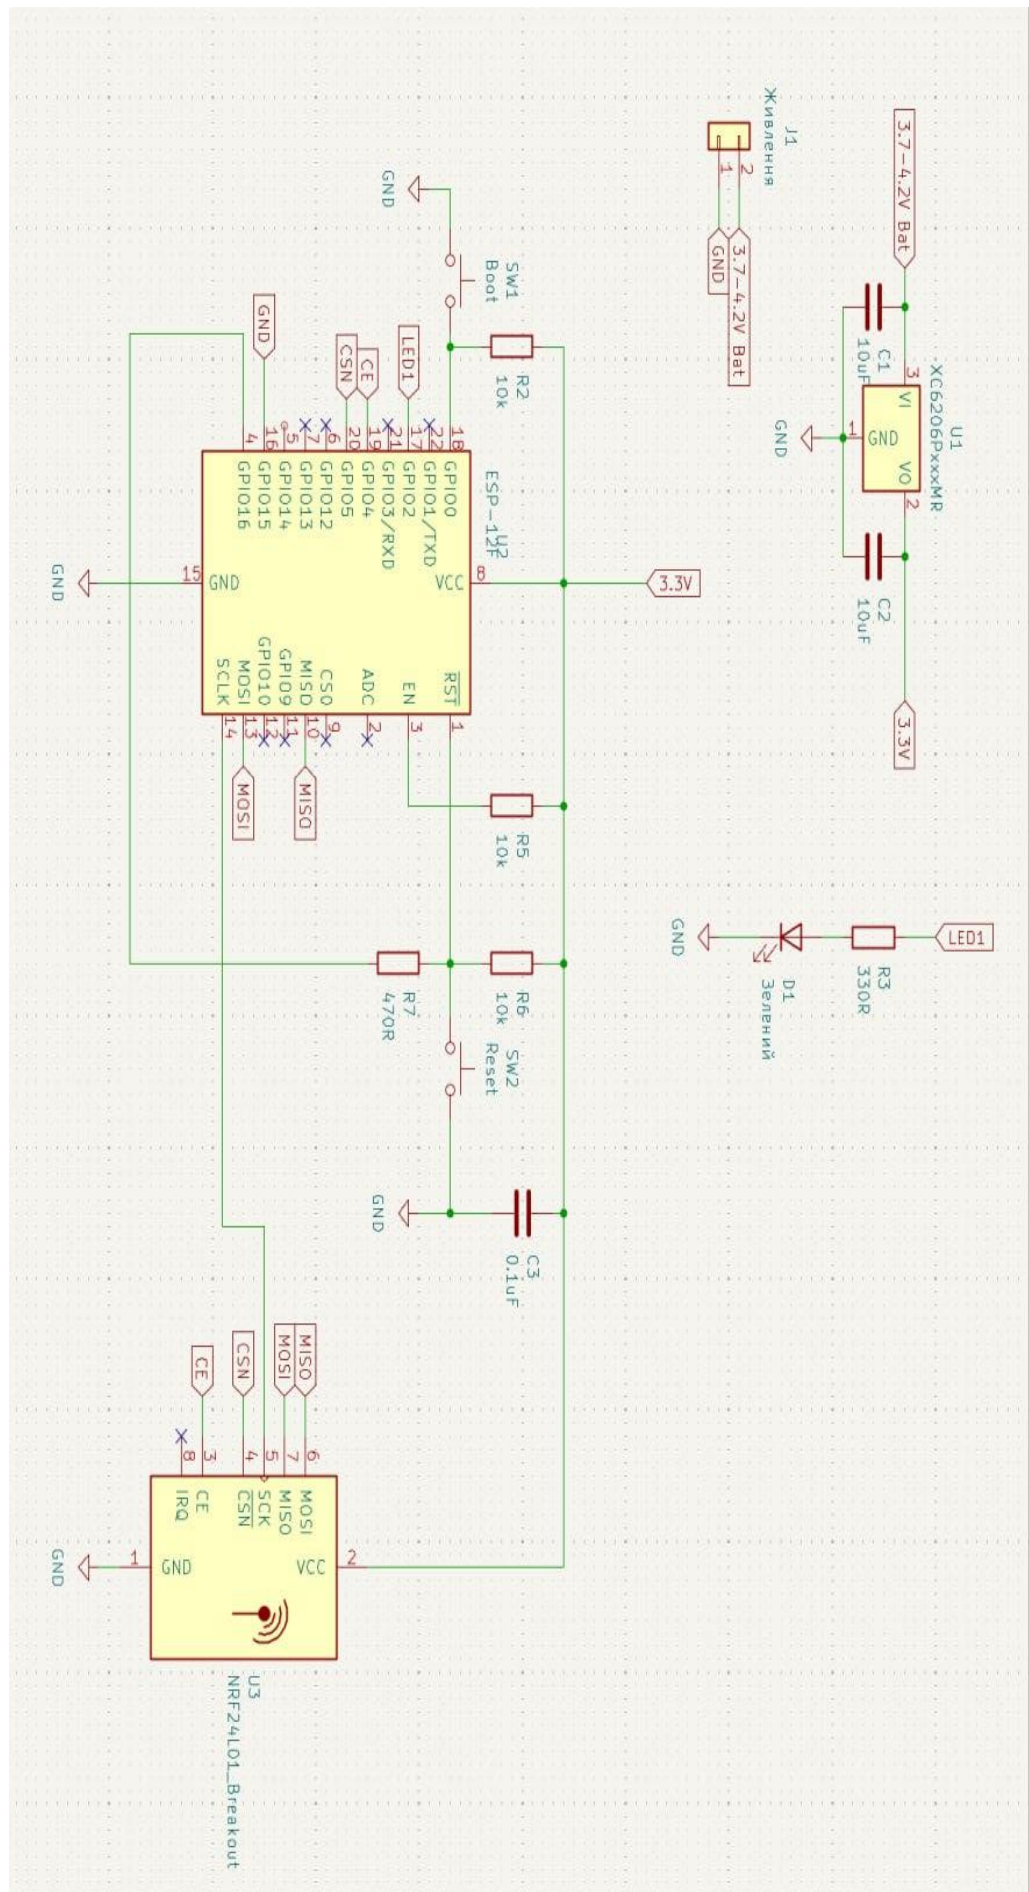 3.7-4.2V Bat
C1
10uF
U1
XC6206PxxxMR
3
VI
1
GND
VO
2
GND
C2
10uF
3.3V
J1
Живлення
2
1
3.7-4.2V Bat
GND
LED1
R3
330R
D1
Зелений
GND
GND
SW1
Boot
R2
10k
3.3V
GND
CSN
CE
LED1
U2
ESP-12F
18
GPIO0
22
GPIO1/TXD
17
GPIO2
21
GPIO3/RXD
19
GPIO4
20
GPIO5
6
GPIO12
7
GPIO13
5
GPIO14
16
GPIO15
4
GPIO16
8
VCC
15
GND
GND
RST
1
EN
3
ADC
2
CS0
9
MISO
10
GPIO9
11
GPIO10
12
MOSI
13
SCLK
14
MISO
MOSI
R5
10k
R6
10k
R7
470R
SW2
Reset
GND
C3
0.1uF
MISO
MOSI
CSN
CE
6
MOSI
7
MISO
5
SCK
4
CSN
3
CE
8
IRQ
2
VCC
1
GND
GND
U3
NRF24L01_Breakout